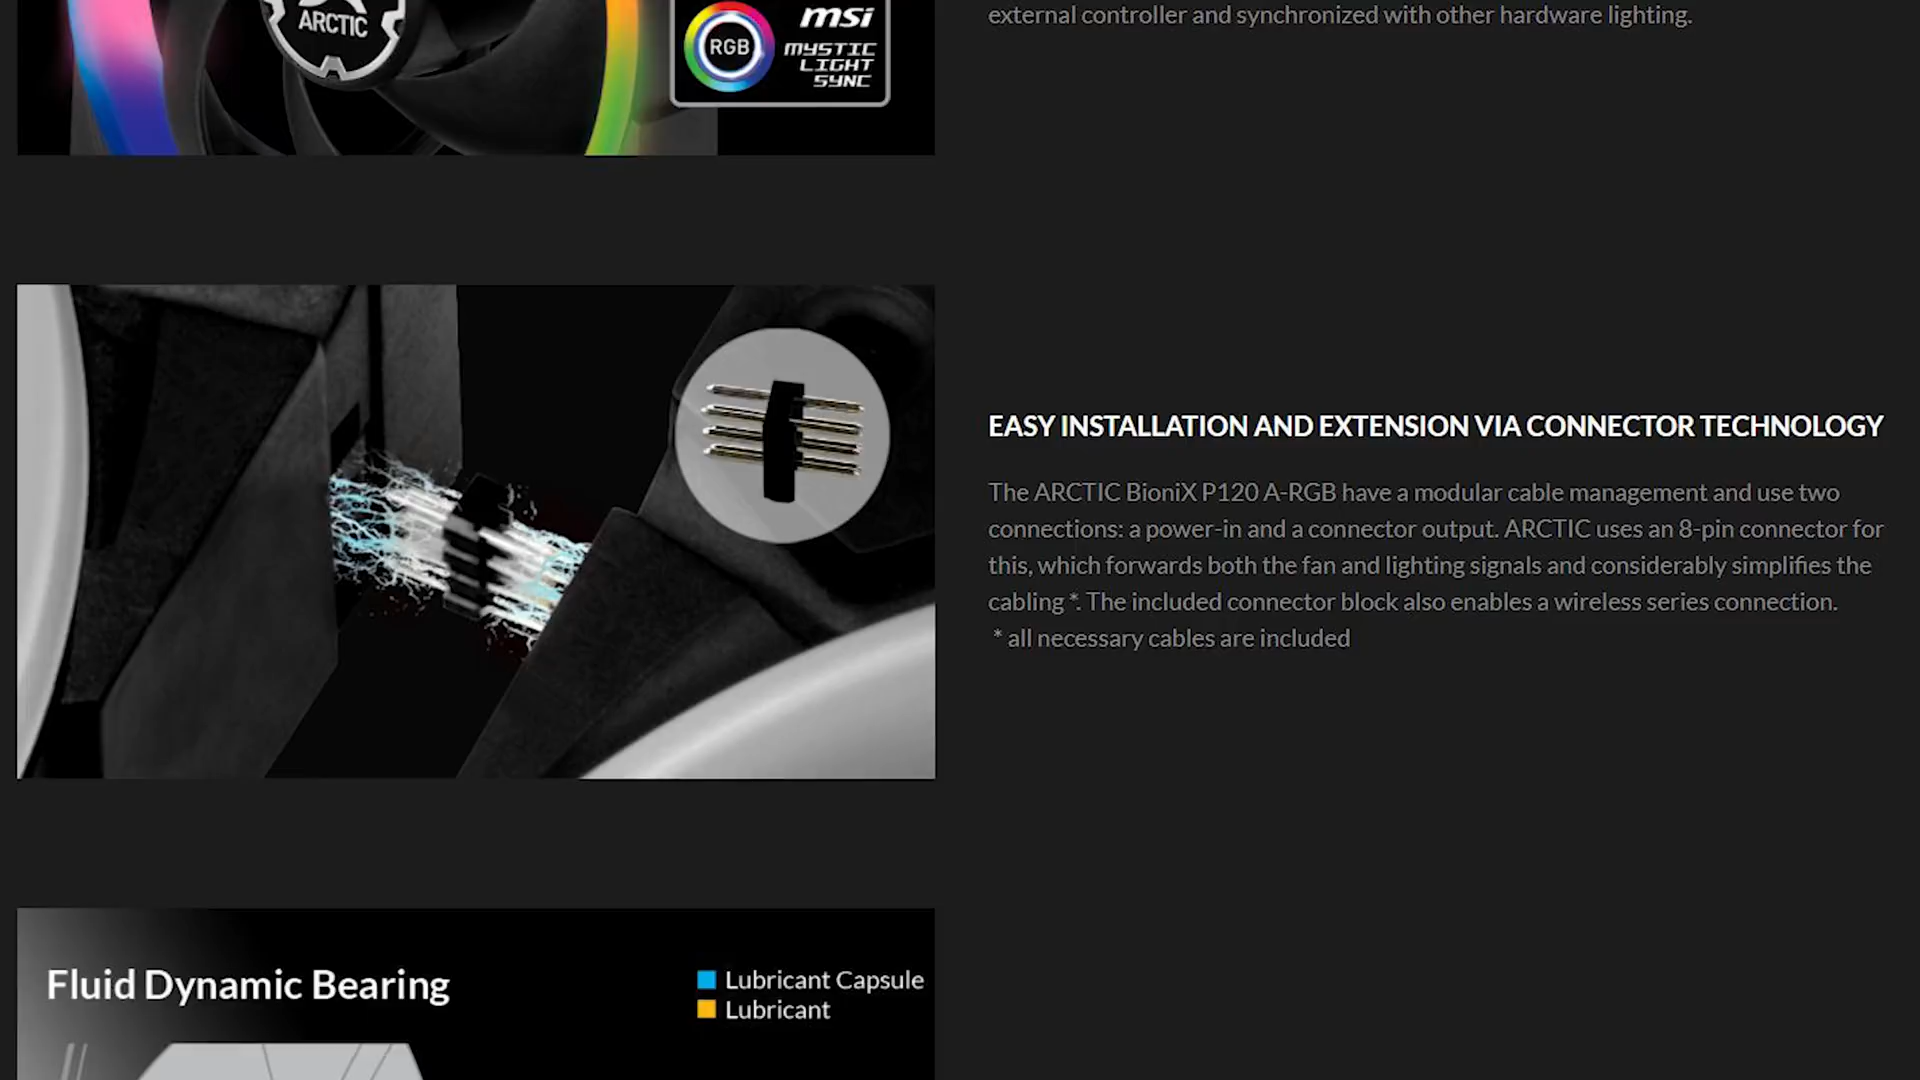 ARCTIC
RGB
msi
MYSTIC
LIGHT
SYNC
external controller and synchronized with other hardware lighting.
EASY INSTALLATION AND EXTENSION VIA CONNECTOR TECHNOLOGY
The ARCTIC BioniX P120 A-RGB have a modular cable management and use two
connections: a power-in and a connector output. ARCTIC uses an 8-pin connector for
this, which forwards both the fan and lighting signals and considerably simplifies the
cabling *. The included connector block also enables a wireless series connection.
* all necessary cables are included
Fluid Dynamic Bearing
Lubricant Capsule
Lubricant